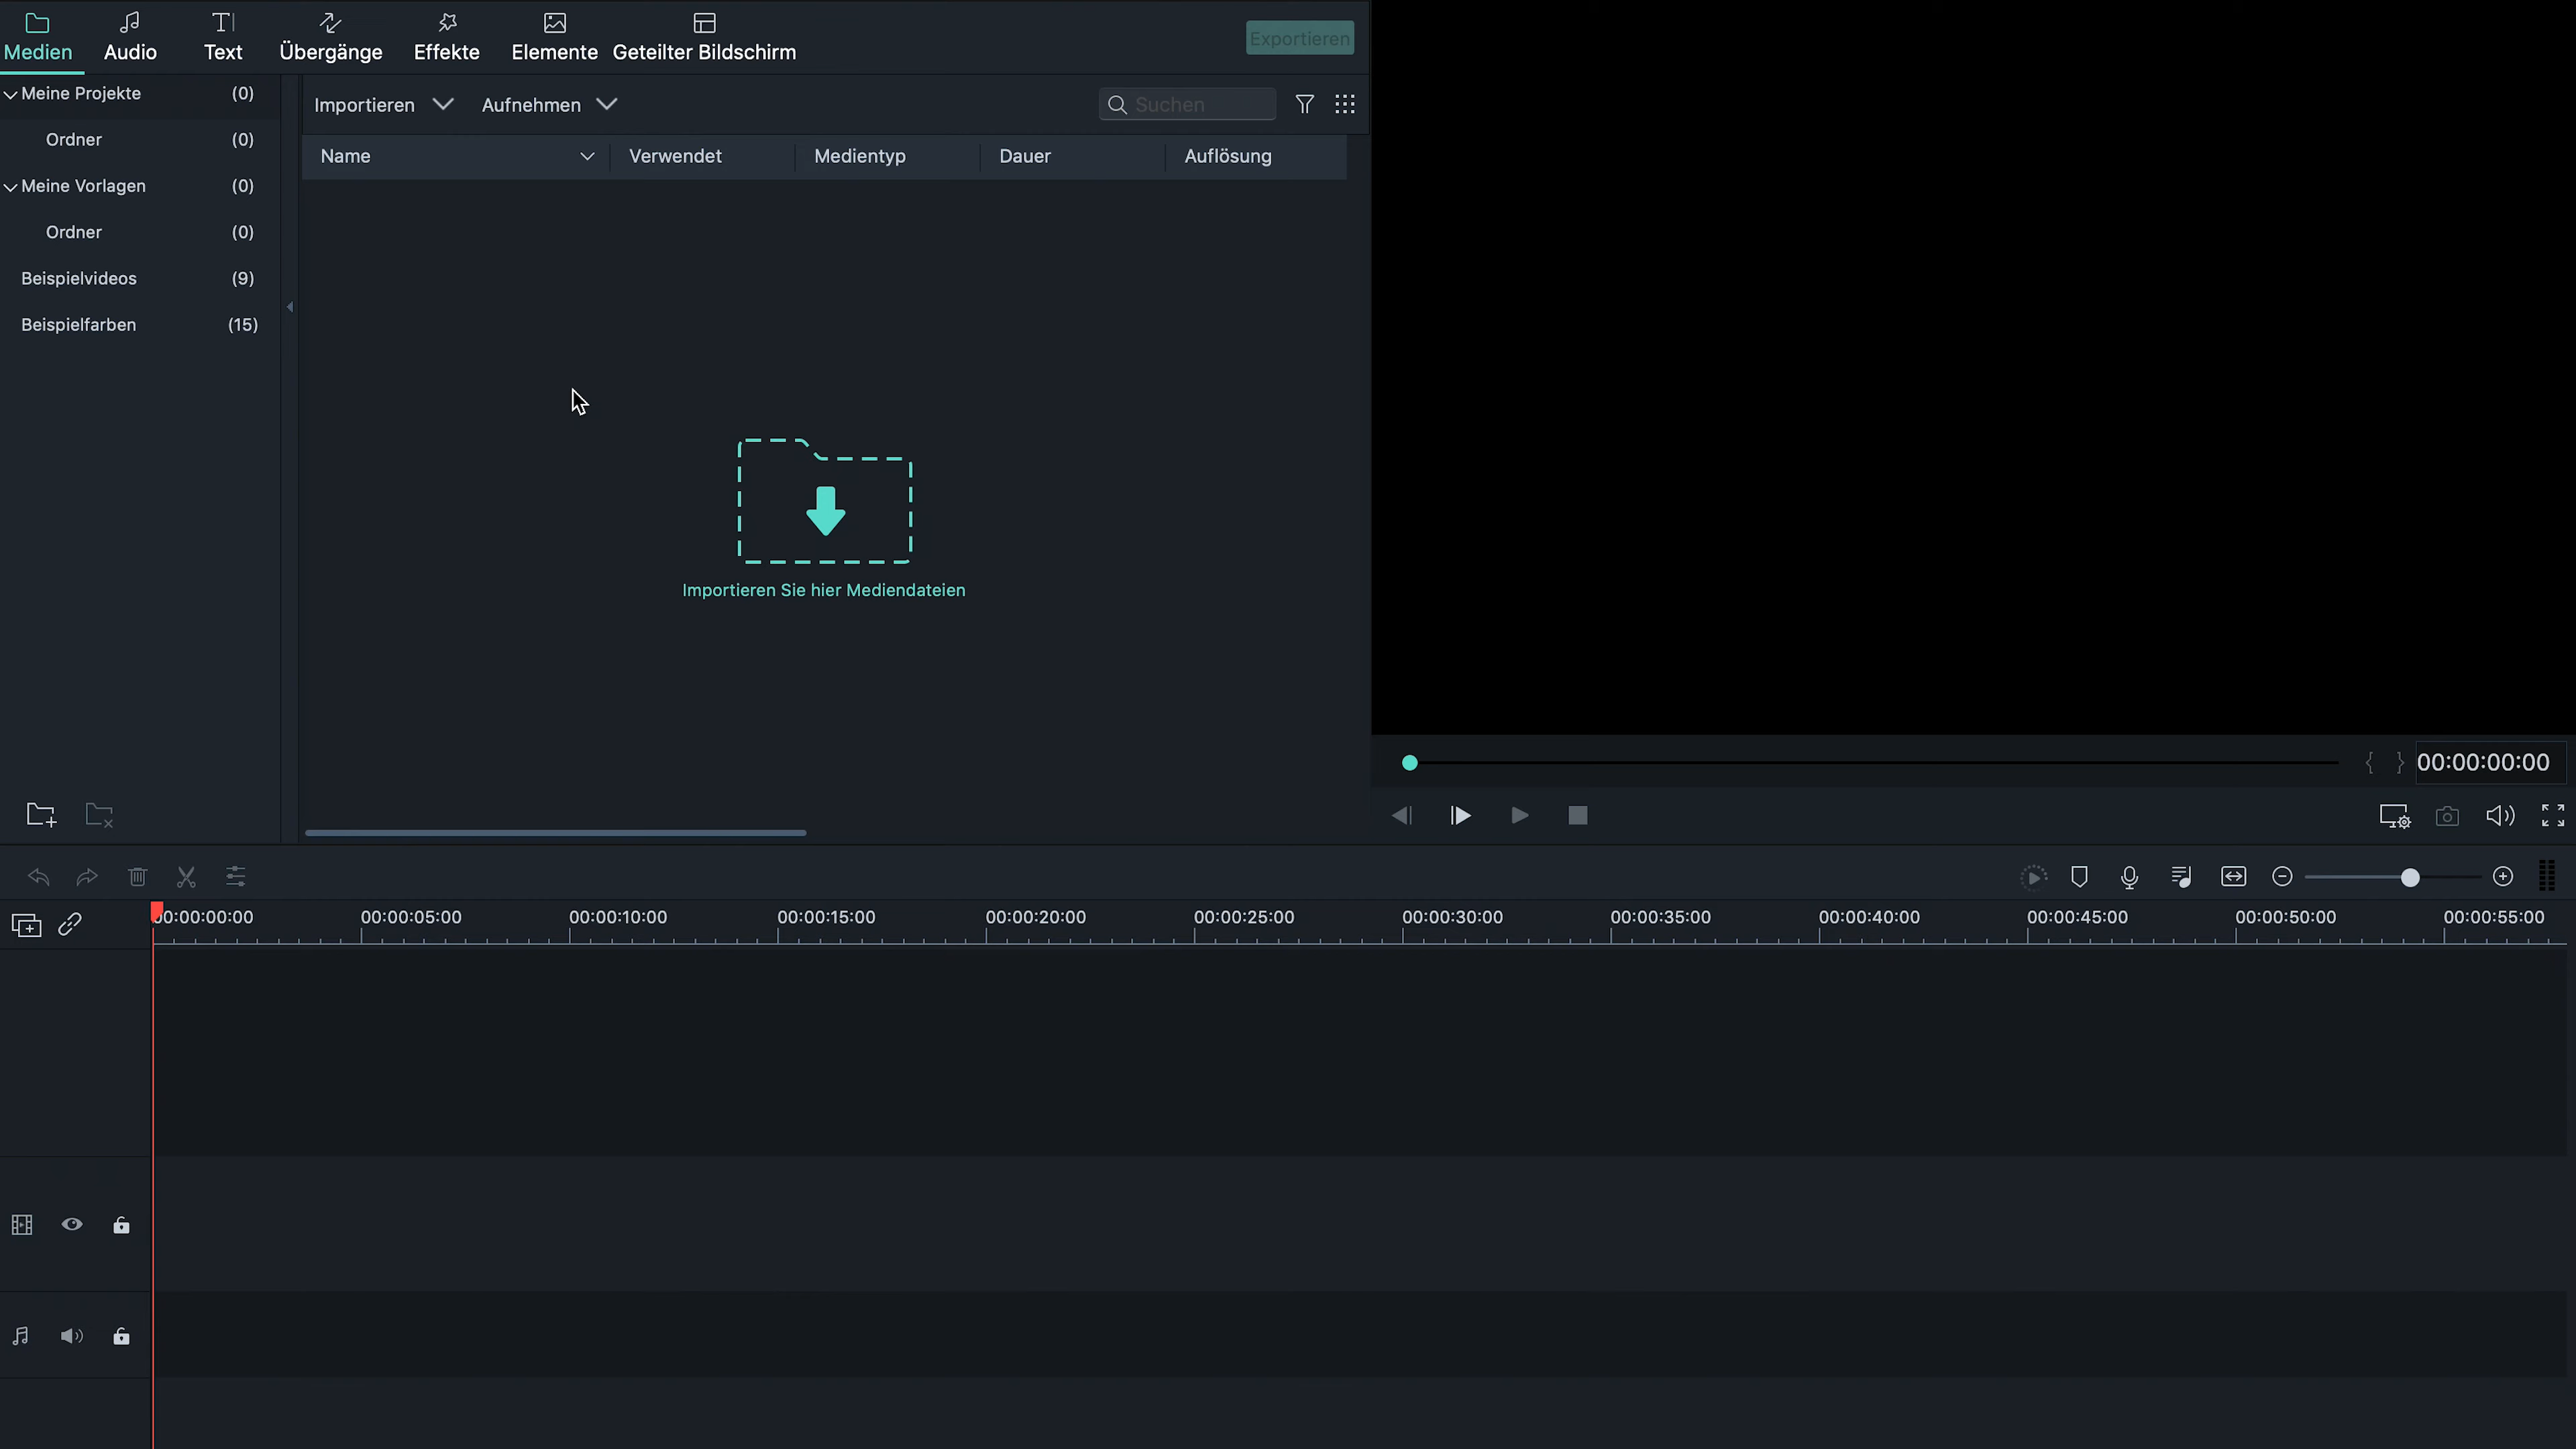 Medien Audio Text Übergänge Effekte Elemente Geteilter Bildschirm Exportieren
Meine Projekte (0)
Ordner (0)
Meine Vorlagen (0)
Ordner (0)
Beispielvideos (9)
Beispielfarben (15)
Importieren Aufnehmen Suchen
Name Verwendet Medientyp Dauer Auflösung
Importieren Sie hier Mediendateien
{ } 00:00:00:00
00:00:00:00 00:00:05:00 00:00:10:00 00:00:15:00 00:00:20:00 00:00:25:00 00:00:30:00 00:00:35:00 00:00:40:00 00:00:45:00 00:00:50:00 00:00:55:00